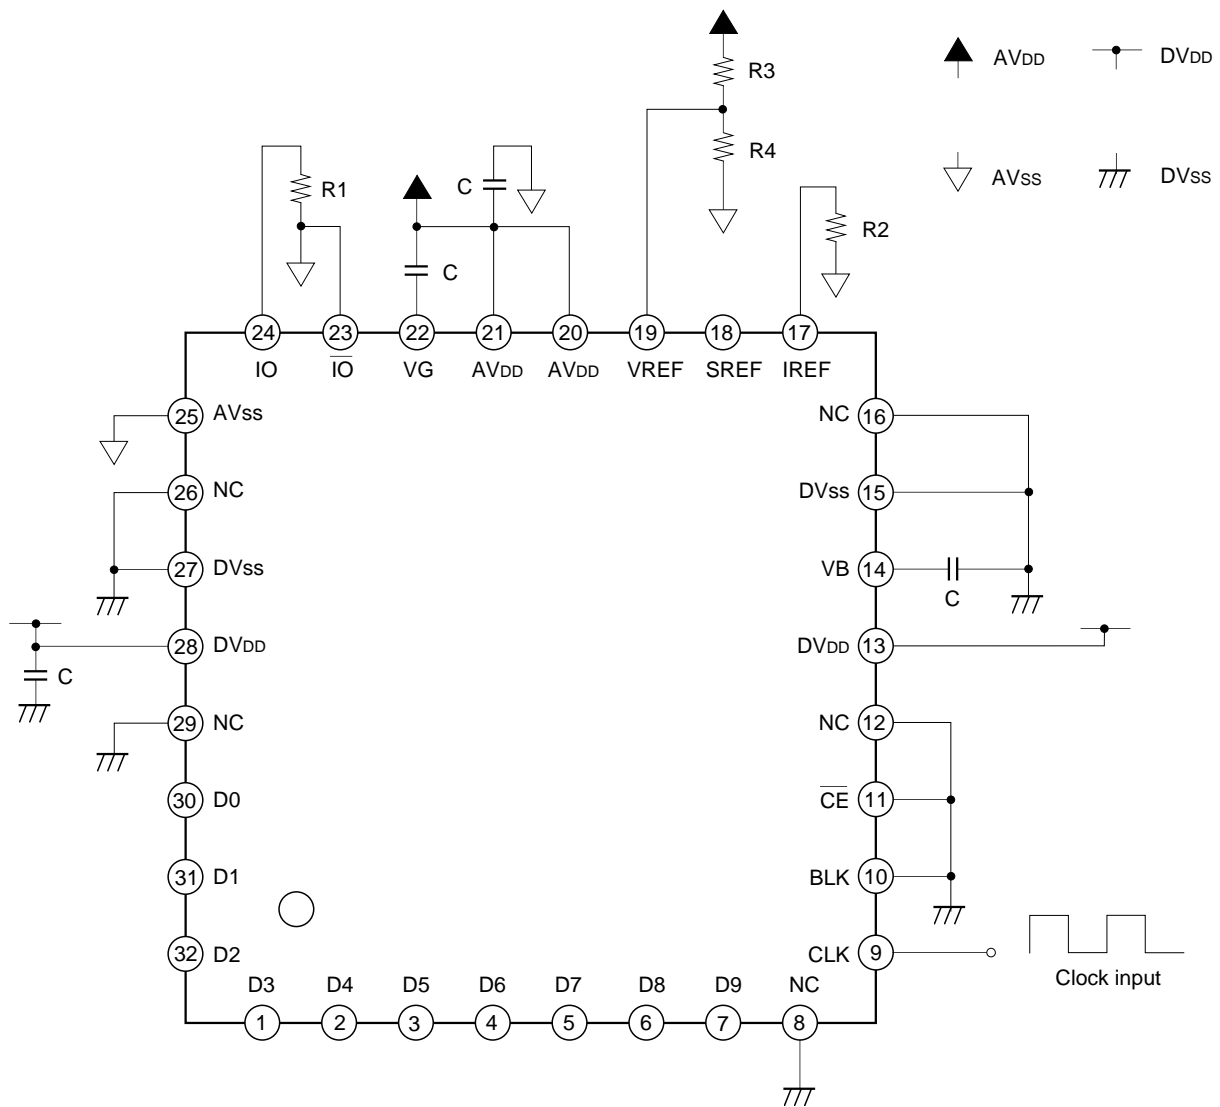 R3
R4
AVDD
DVDD
AVss
DVss
R1
C
C
R2
24
23
22
21
20
19
18
17
IO
I̅O̅
VG
AVDD
AVDD
VREF
SREF
IREF
25 AVss
NC 16
26 NC
DVss 15
27 DVss
VB 14
C
28 DVDD
C
DVDD 13
29 NC
NC 12
30 D0
C̅E̅ 11
31 D1
BLK 10
32 D2
CLK 9
Clock input
D3
D4
D5
D6
D7
D8
D9
NC
1
2
3
4
5
6
7
8